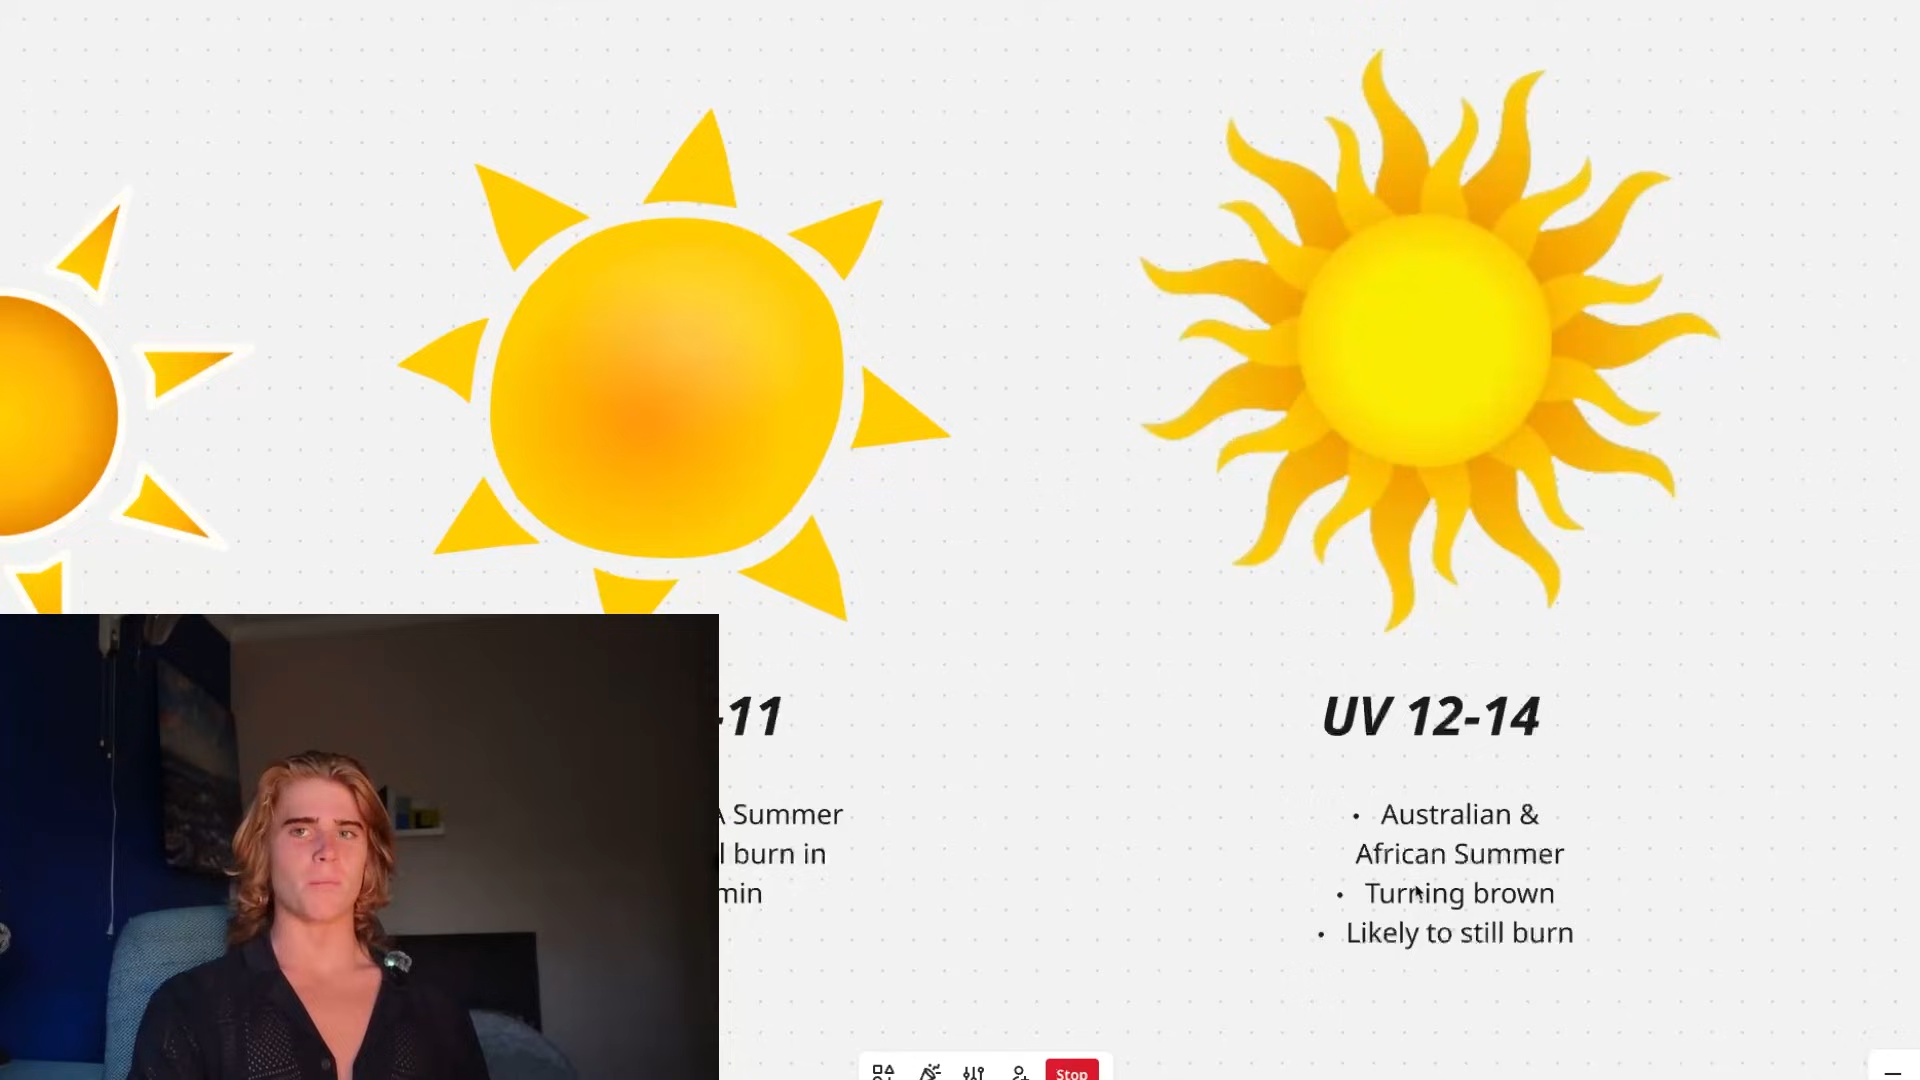 -11
Summer
burn in
min
UV 12-14
• Australian &
African Summer
• Turning brown
• Likely to still burn
Stop